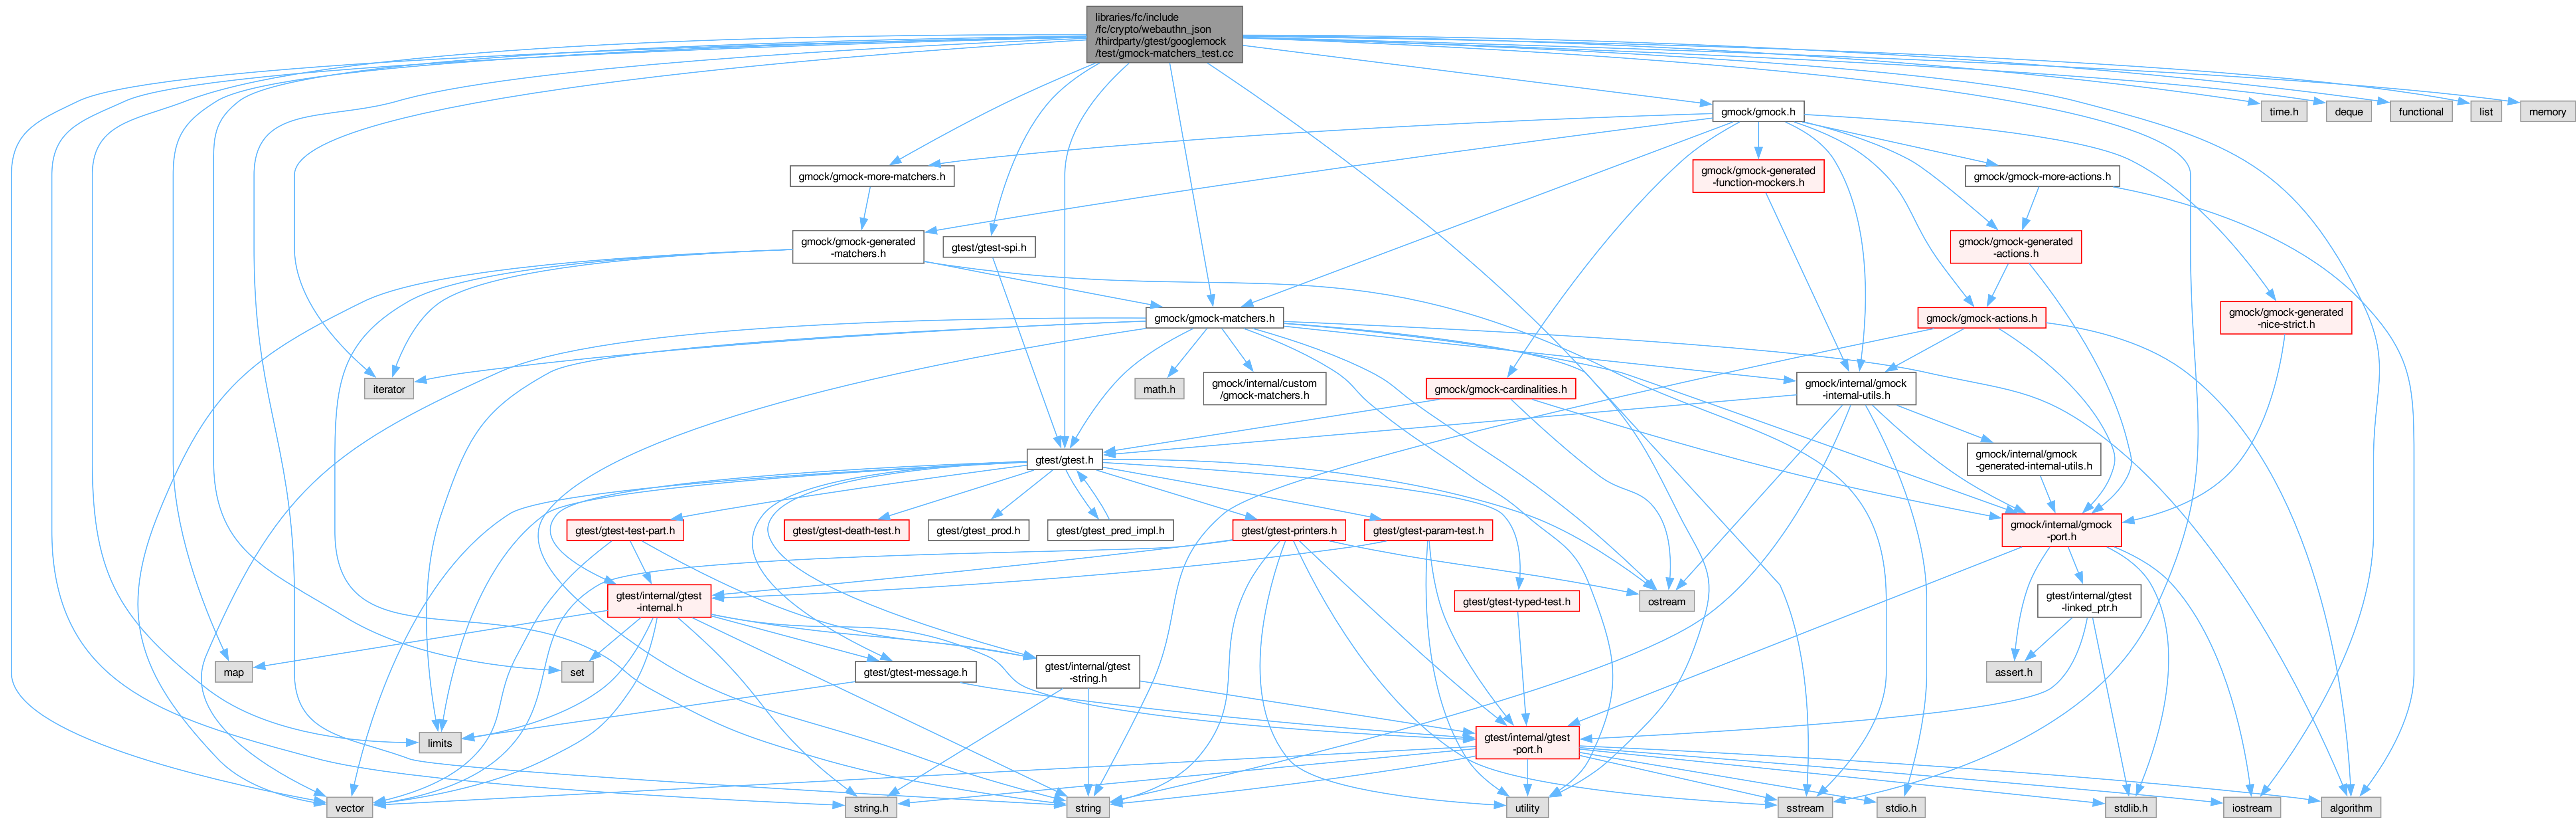 libraries/fc/include
/fc/crypto/webauthn_json
/thirdparty/gtest/googlemock
/test/gmock-matchers_test.cc
gmock/gmock.h
time.h
deque
functional
list
memory
gmock/gmock-more-matchers.h
gmock/gmock-generated
-function-mockers.h
gmock/gmock-more-actions.h
gmock/gmock-generated
-matchers.h
gtest/gtest-spi.h
gmock/gmock-generated
-actions.h
gmock/gmock-matchers.h
gmock/gmock-actions.h
gmock/gmock-generated
-nice-strict.h
iterator
math.h
gmock/internal/custom
/gmock-matchers.h
gmock/gmock-cardinalities.h
gmock/internal/gmock
-internal-utils.h
gtest/gtest.h
gmock/internal/gmock
-generated-internal-utils.h
gtest/gtest-test-part.h
gtest/gtest-death-test.h
gtest/gtest_prod.h
gtest/gtest_pred_impl.h
gtest/gtest-printers.h
gtest/gtest-param-test.h
gmock/internal/gmock
-port.h
gtest/internal/gtest
-internal.h
gtest/gtest-typed-test.h
ostream
gtest/internal/gtest
-linked_ptr.h
map
set
gtest/gtest-message.h
gtest/internal/gtest
-string.h
assert.h
limits
gtest/internal/gtest
-port.h
vector
string.h
string
utility
sstream
stdio.h
stdlib.h
iostream
algorithm